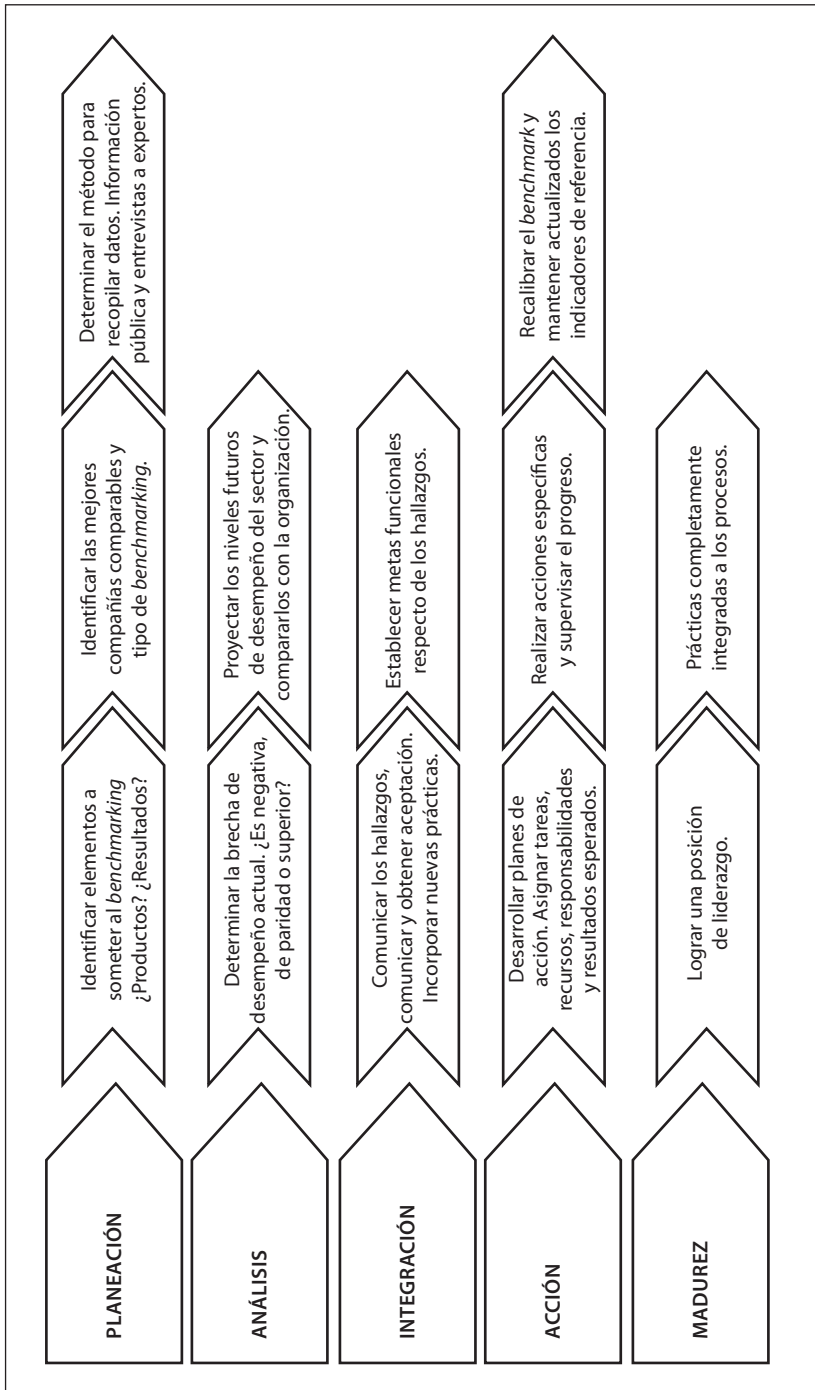 PLANEACIÓN
Identificar elementos a
someter al benchmarking
¿Productos? ¿Resultados?
Identificar las mejores
compañías comparables y
tipo de benchmarking.
Determinar el método para
recopilar datos. Información
pública y entrevistas a expertos.
ANÁLISIS
Determinar la brecha de
desempeño actual. ¿Es negativa,
de paridad o superior?
Proyectar los niveles futuros
de desempeño del sector y
compararlos con la organización.
INTEGRACIÓN
Comunicar los hallazgos,
comunicar y obtener aceptación.
Incorporar nuevas prácticas.
Establecer metas funcionales
respecto de los hallazgos.
ACCIÓN
Desarrollar planes de
acción. Asignar tareas,
recursos, responsabilidades
y resultados esperados.
Realizar acciones específicas
y supervisar el progreso.
Recalibrar el benchmark y
mantener actualizados los
indicadores de referencia.
MADUREZ
Lograr una posición
de liderazgo.
Prácticas completamente
integradas a los procesos.